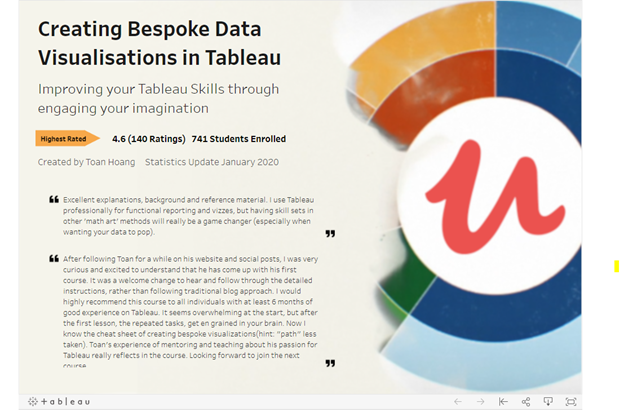 Creating Bespoke Data
Visualisations in Tableau
Improving your Tableau Skills through
engaging your imagination
Highest Rated 4.6 (140 Ratings) 741 Students Enrolled
Created by Toan Hoang Statistics Update January 2020
❝ Excellent explanations, background and reference material. I use Tableau
professionally for functional reporting and vizzes, but having skill sets in
other 'math art' methods will really be a game changer (especially when
wanting your data to pop). ❞
❝ After following Toan for a while on his website and social posts, I was very
curious and excited to understand that he has come up with his first
course. It was a welcome change to hear and follow through the detailed
instructions, rather than following traditional blog approach. I would
highly recommend this course to all individuals with at least 6 months of
good experience on Tableau. It seems overwhelming at the start, but after
the first lesson, the repeated tasks, get en grained in your brain. Now I
know the cheat sheet of creating bespoke visualizations(hint: "path" less
taken). Toan's experience of mentoring and teaching about his passion for
Tableau really reflects in the course. Looking forward to join the next
course ❞
u
+ableau